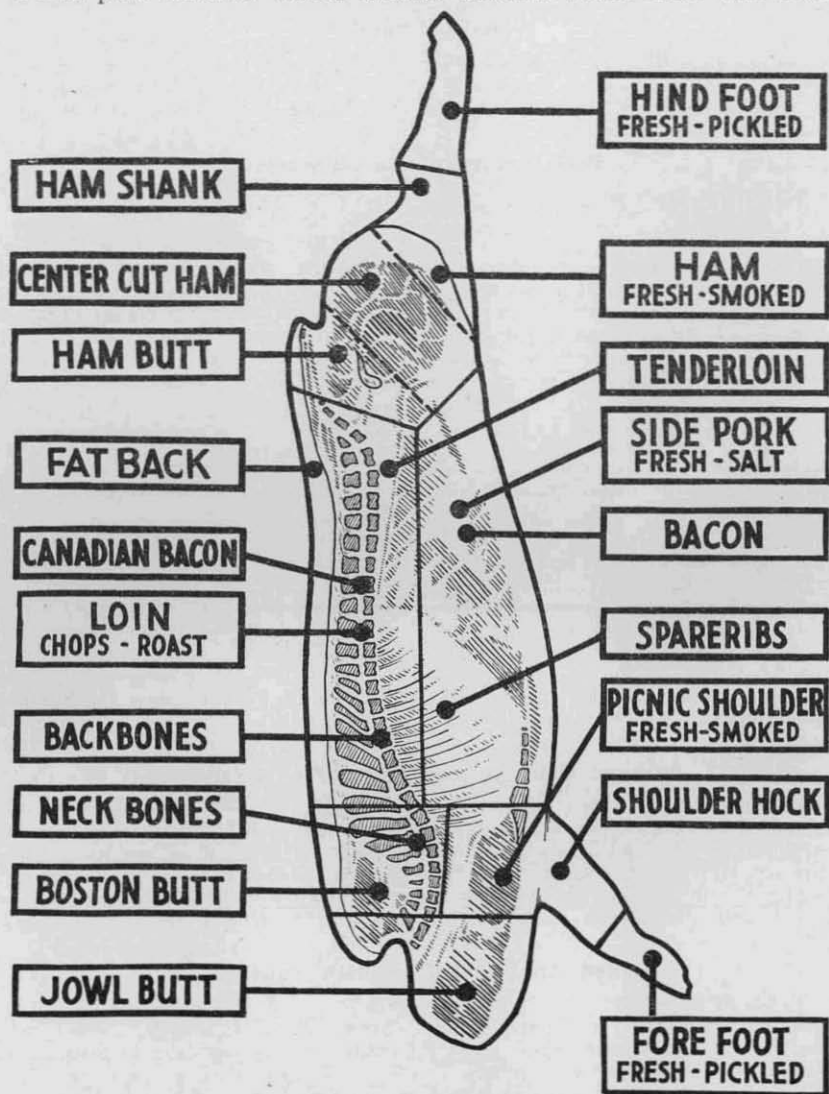 HIND FOOT
FRESH - PICKLED
HAM SHANK
CENTER CUT HAM
HAM
FRESH - SMOKED
HAM BUTT
TENDERLOIN
SIDE PORK
FRESH - SALT
FAT BACK
BACON
CANADIAN BACON
LOIN
CHOPS - ROAST
SPARERIBS
PICNIC SHOULDER
FRESH-SMOKED
BACKBONES
NECK BONES
SHOULDER HOCK
BOSTON BUTT
JOWL BUTT
FORE FOOT
FRESH - PICKLED